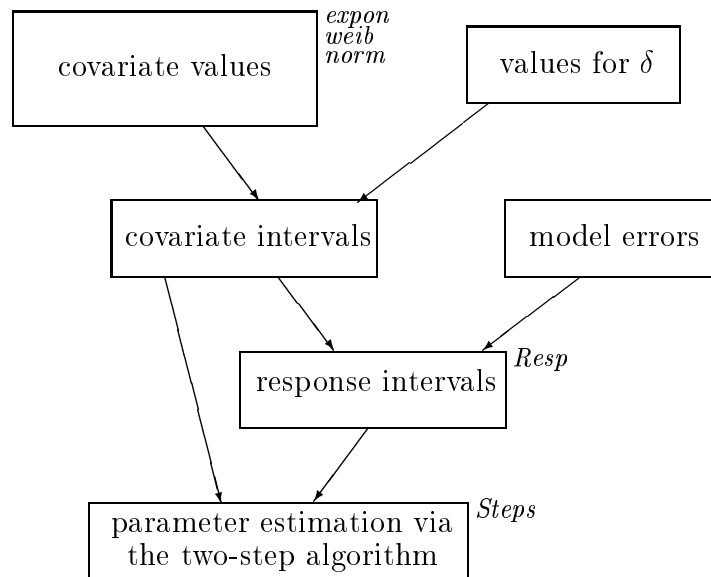 expon
weib
norm
covariate values
values for δ
covariate intervals
model errors
Resp
response intervals
Steps
parameter estimation via
the two-step algorithm